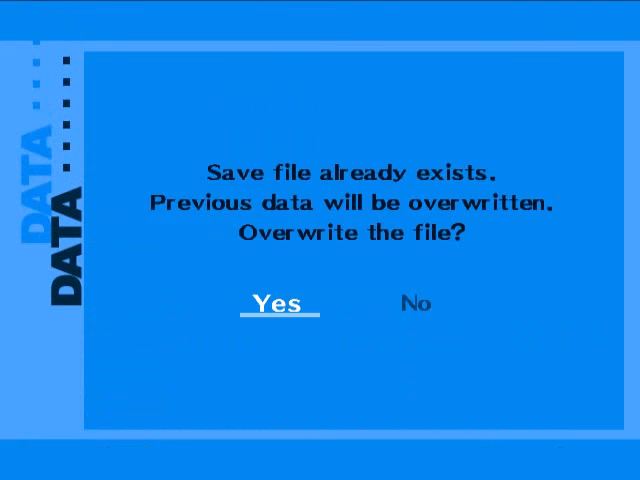 DATA
DATA
Save file already exists.
Previous data will be overwritten.
Overwrite the file?
Yes
No